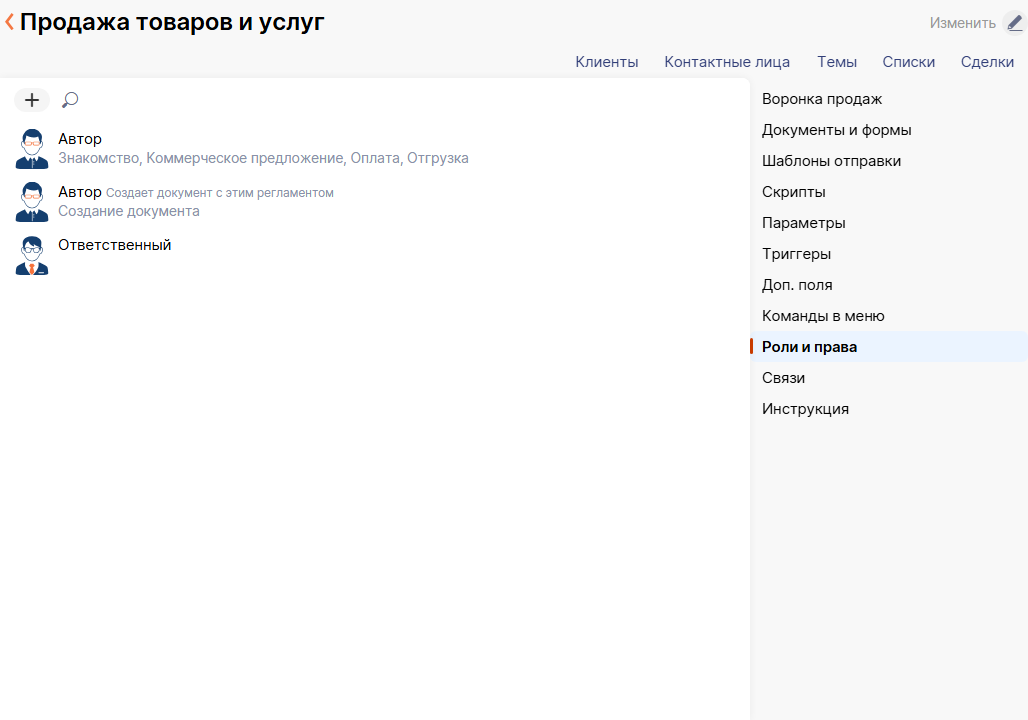 Продажа товаров и услуг
Изменить
Клиенты Контактные лица Темы Списки Сделки
Автор
Знакомство, Коммерческое предложение, Оплата, Отгрузка
Автор Создает документ с этим регламентом
Создание документа
Ответственный
Воронка продаж
Документы и формы
Шаблоны отправки
Скрипты
Параметры
Триггеры
Доп. поля
Команды в меню
Роли и права
Связи
Инструкция